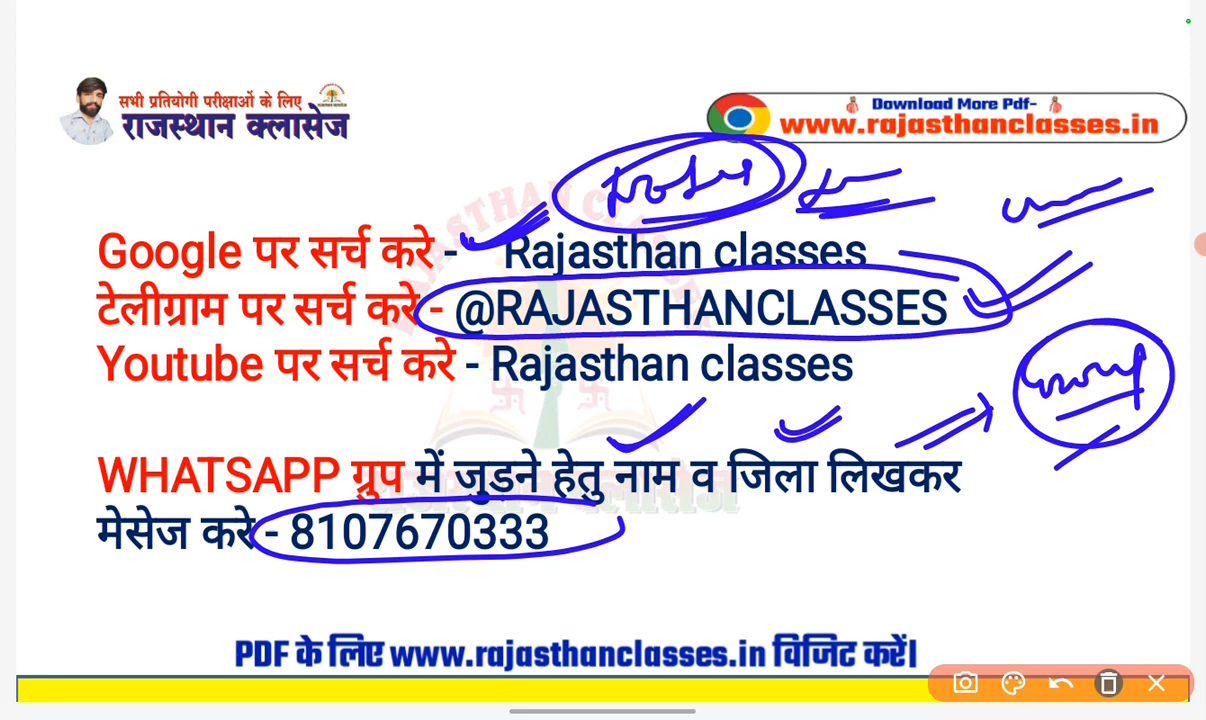 सभी प्रतियोगी परीक्षाओं के लिए
राजस्थान क्लासेज
Download More Pdf-
www.rajasthanclasses.in
Google पर सर्च करे - Rajasthan classes
टेलीग्राम पर सर्च करे - @RAJASTHANCLASSES
Youtube पर सर्च करे - Rajasthan classes
WHATSAPP ग्रुप में जुडने हेतु नाम व जिला लिखकर
मेसेज करे - 8107670333
PDF के लिए www.rajasthanclasses.in विजिट करें।